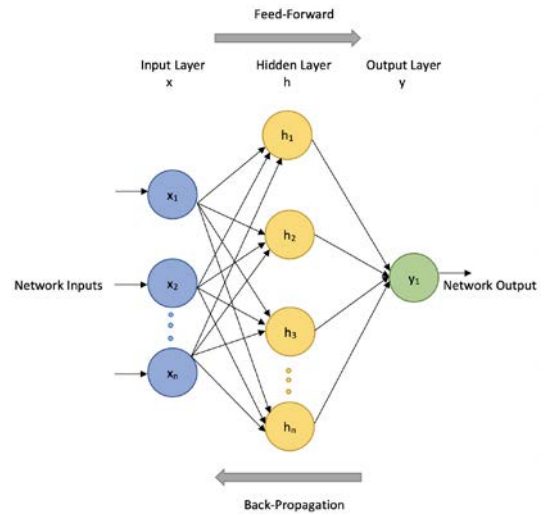 Feed-Forward
Input Layer
x
Hidden Layer
h
Output Layer
y
h₁
x₁
h₂
x₂
Network Inputs
y₁
Network Output
h₃
xₙ
hₙ
Back-Propagation